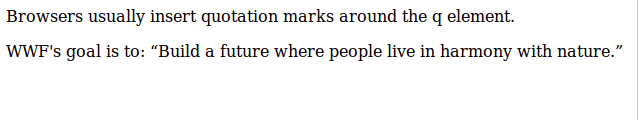 Browsers usually insert quotation marks around the q element.
WWF's goal is to: “Build a future where people live in harmony with nature.”